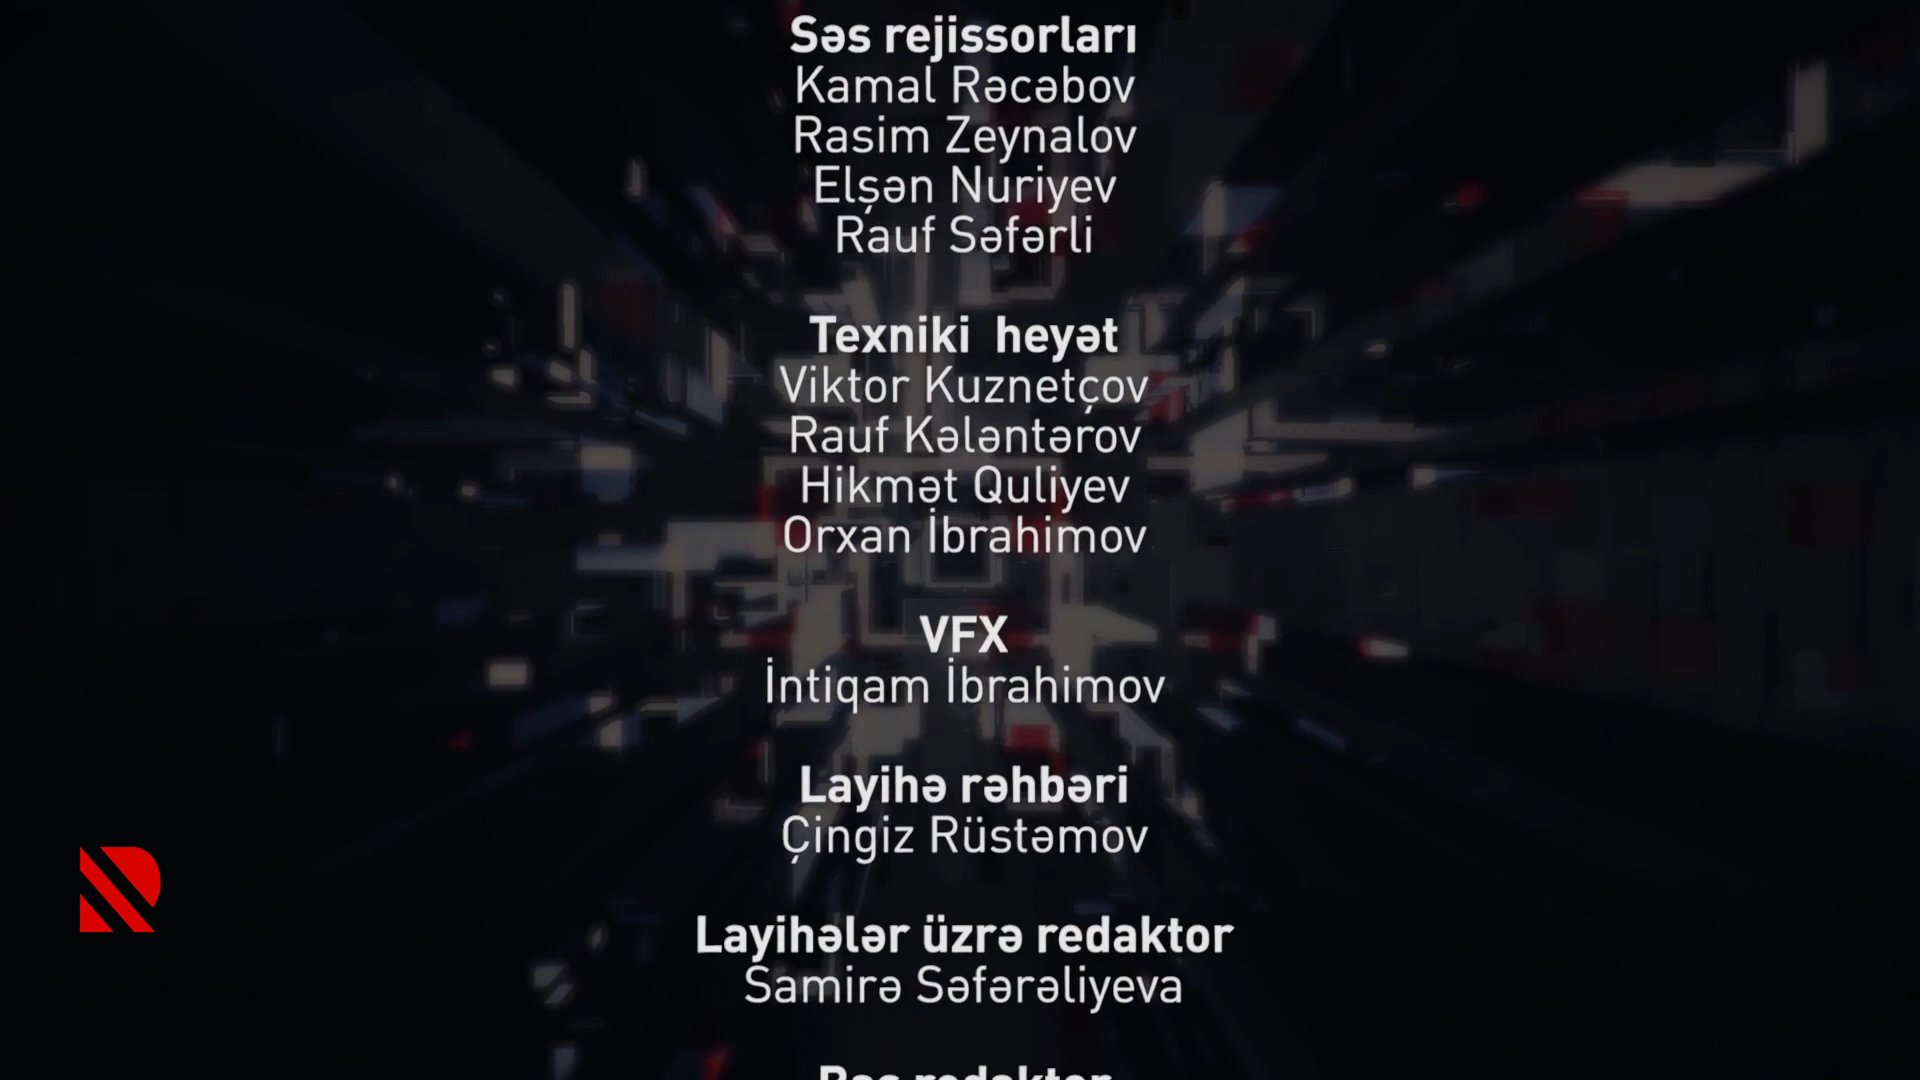 Səs rejissorları
Kamal Rəcəbov
Rasim Zeynalov
Elşən Nuriyev
Rauf Səfərli
Texniki heyət
Viktor Kuznetçov
Rauf Kələntərov
Hikmət Quliyev
Orxan İbrahimov
VFX
İntiqam İbrahimov
Layihə rəhbəri
Çingiz Rüstəmov
Layihələr üzrə redaktor
Samirə Səfərəliyeva
redaktor